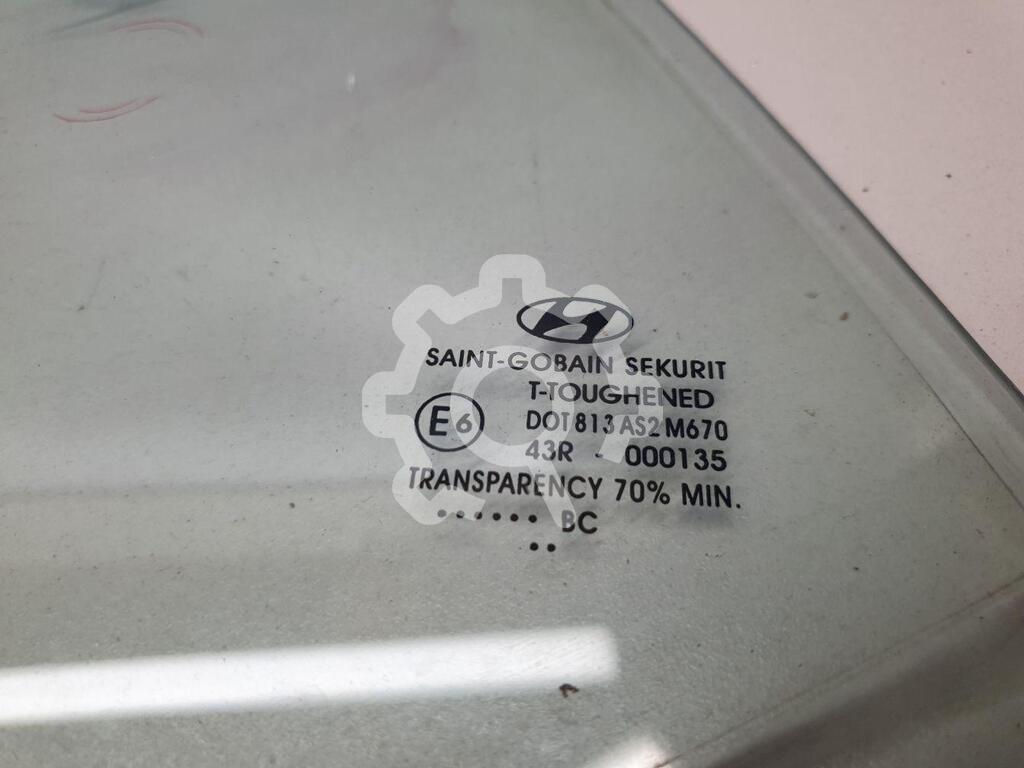 SAINT-GOBAIN SEKURIT
T-TOUGHENED
E6 DOT 813 AS2 M670
43R - 000135
TRANSPARENCY 70% MIN.
...... BC
..